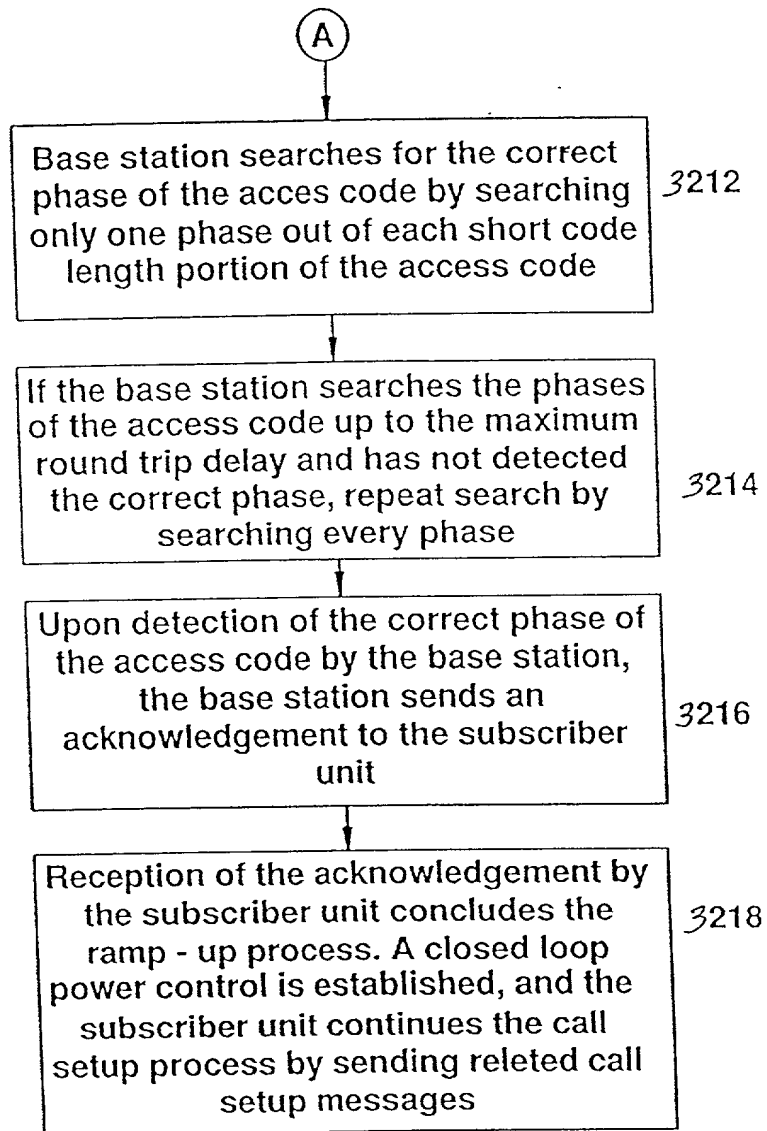 A
Base station searches for the correct
phase of the acces code by searching
only one phase out of each short code
length portion of the access code
3212
If the base station searches the phases
of the access code up to the maximum
round trip delay and has not detected
the correct phase, repeat search by
searching every phase
3214
Upon detection of the correct phase of
the access code by the base station,
the base station sends an
acknowledgement to the subscriber
unit
3216
Reception of the acknowledgement by
the subscriber unit concludes the
ramp - up process. A closed loop
power control is established, and the
subscriber unit continues the call
setup process by sending releted call
setup messages
3218